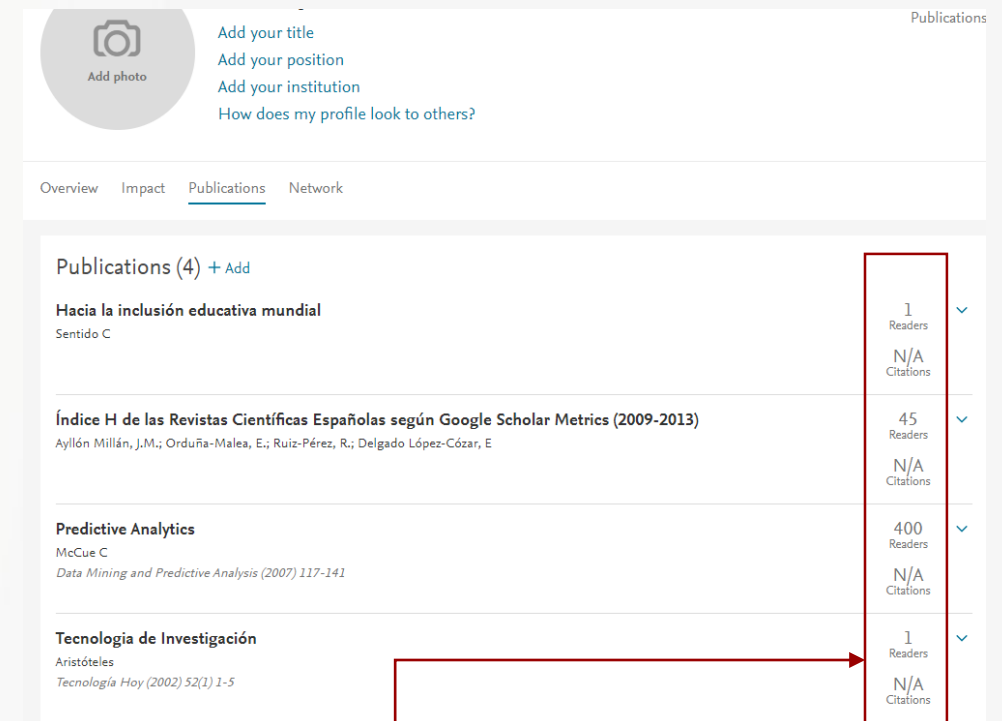 Publications
Add your title
Add photo
Add your position
Add your institution
How does my profile look to others?
Overview Impact Publications Network
Publications (4) + Add
Hacia la inclusión educativa mundial
Sentido C
1
Readers
N/A
Citations
Índice H de las Revistas Científicas Españolas según Google Scholar Metrics (2009-2013)
Ayllón Millán, J.M.; Orduña-Malea, E.; Ruiz-Pérez, R.; Delgado López-Cózar, E
45
Readers
N/A
Citations
Predictive Analytics
McCue C
Data Mining and Predictive Analysis (2007) 117-141
400
Readers
N/A
Citations
Tecnologia de Investigación
Aristóteles
Tecnología Hoy (2002) 52(1) 1-5
1
Readers
N/A
Citations